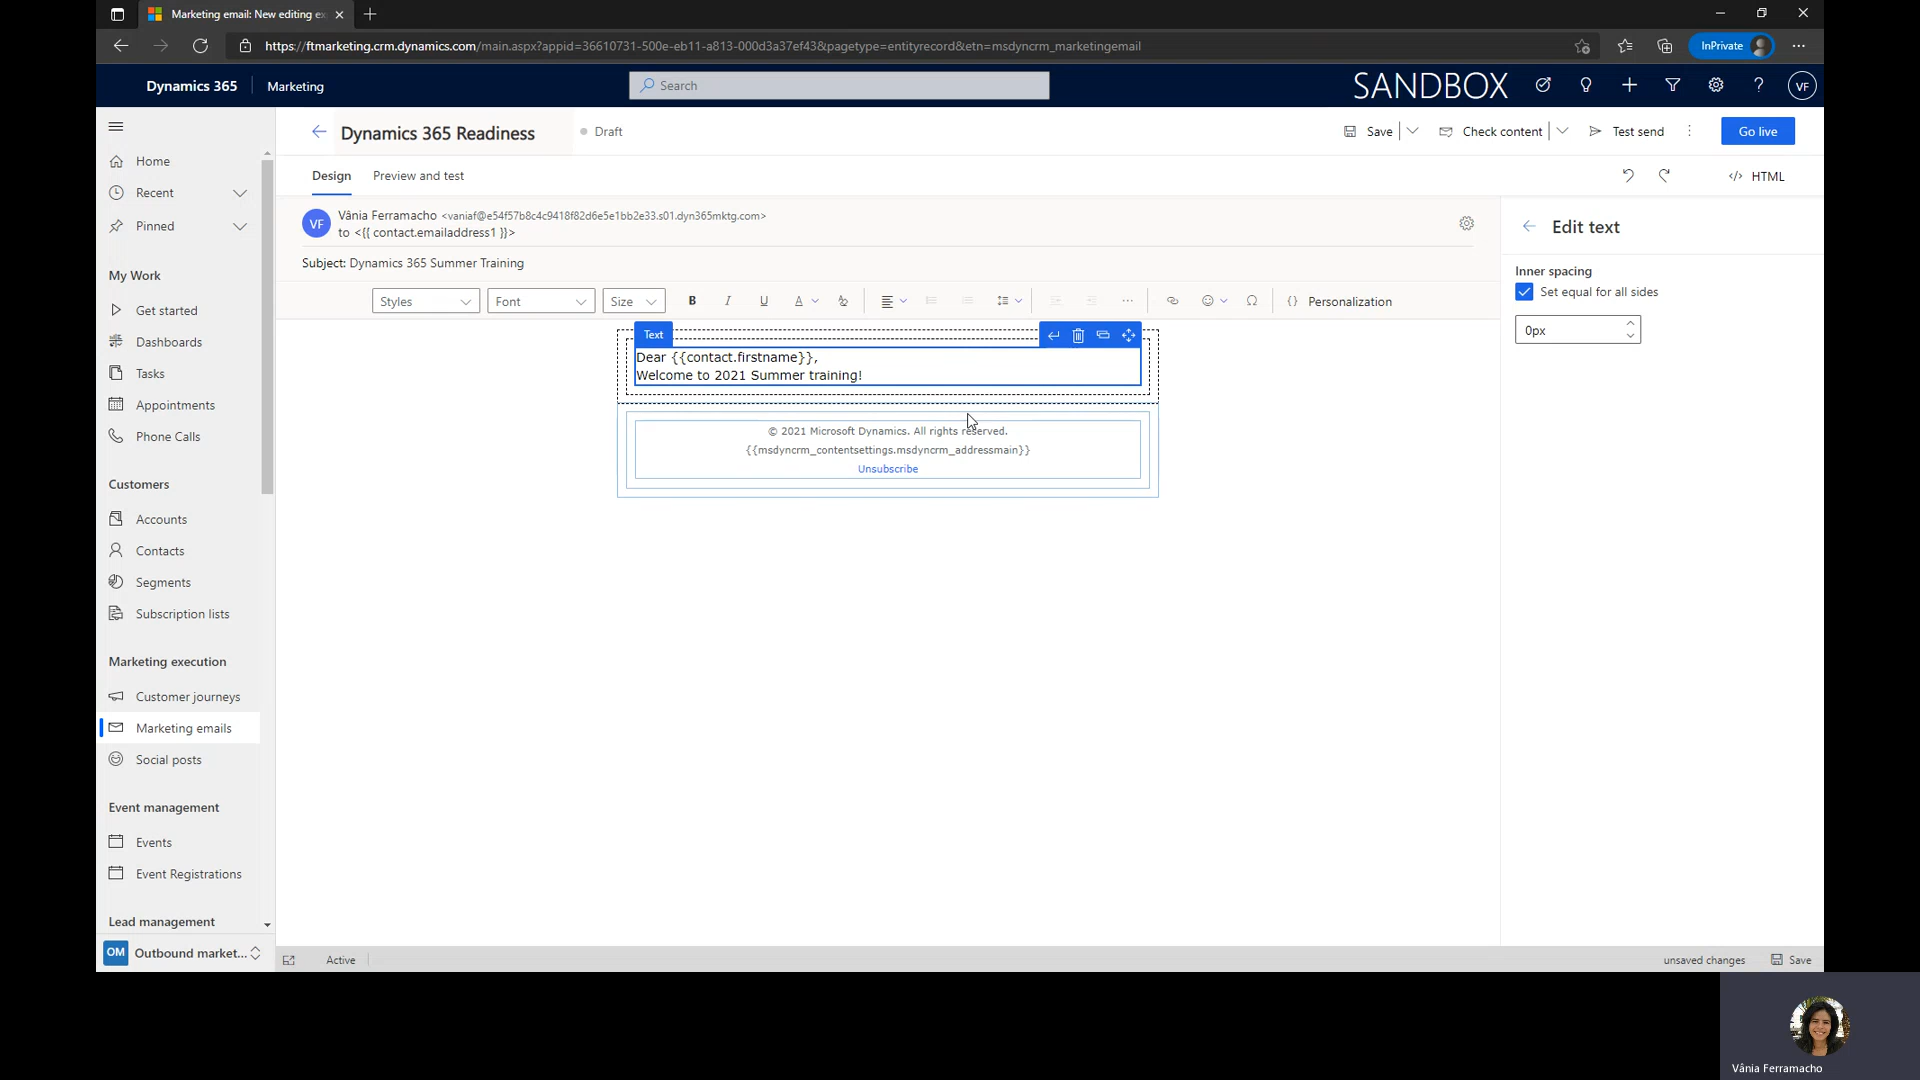 Marketing email: New editing ex
https://ftmarketing.crm.dynamics.com/main.aspx?appid=36610731-500e-eb11-a813-000d3a37ef43&pagetype=entityrecord&etn=msdyncrm_marketingemail
InPrivate
Dynamics 365
Marketing
Search
SANDBOX
VF
Dynamics 365 Readiness
Draft
Save
Check content
Test send
Go live
Design
Preview and test
HTML
VF
Vânia Ferramacho <vaniaf@e54f57b8c4c9418f82d6e5e1bb2e33.s01.dyn365mktg.com>
to <{{ contact.emailaddress1 }}>
Subject: Dynamics 365 Summer Training
Styles
Font
Size
B
I
U
A
Ω
{} Personalization
Text
Dear {{contact.firstname}},
Welcome to 2021 Summer training!
© 2021 Microsoft Dynamics. All rights reserved.
{{msdyncrm_contentsettings.msdyncrm_addressmain}}
Unsubscribe
Edit text
Inner spacing
Set equal for all sides
0px
Home
Recent
Pinned
My Work
Get started
Dashboards
Tasks
Appointments
Phone Calls
Customers
Accounts
Contacts
Segments
Subscription lists
Marketing execution
Customer journeys
Marketing emails
Social posts
Event management
Events
Event Registrations
Lead management
OM
Outbound market...
Active
unsaved changes
Save
Vânia Ferramacho